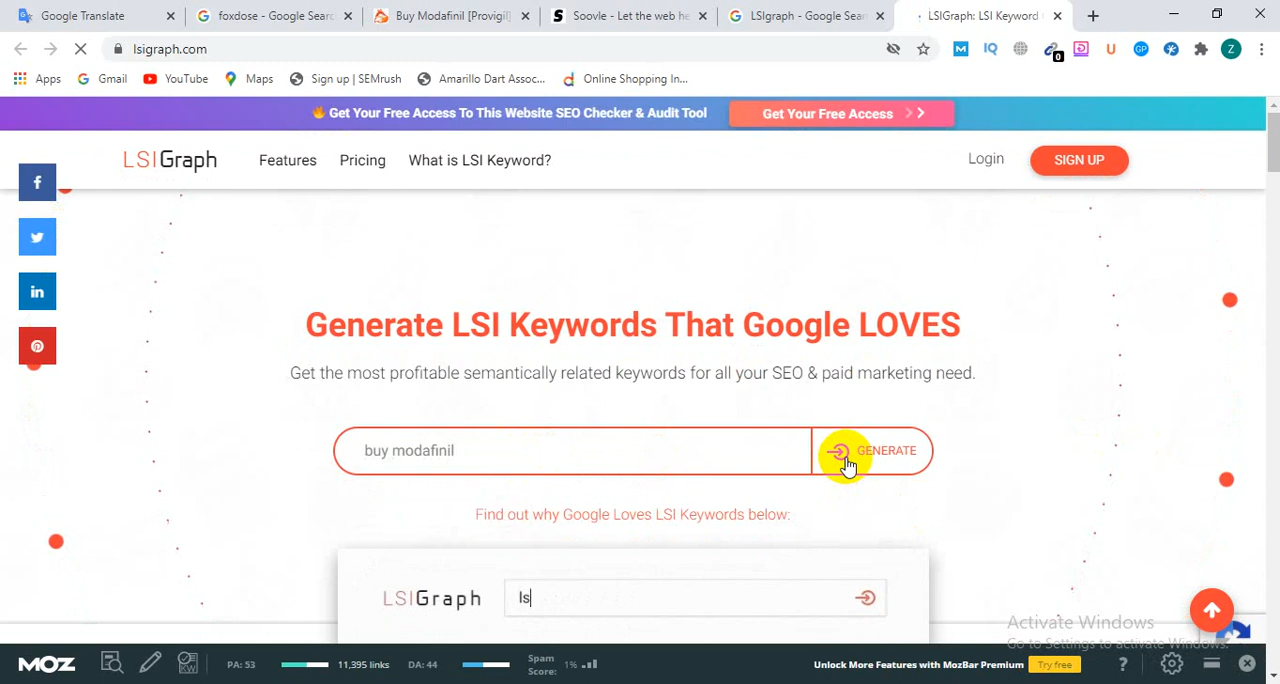 Google Translate
foxdose - Google Searc
Buy Modafinil [Provigil]
Soovle - Let the web he
LSIgraph - Google Sear
LSIGraph: LSI Keyword
lsigraph.com
M IQ 0 U GP Z
Apps Gmail YouTube Maps Sign up | SEMrush Amarillo Dart Assoc... Online Shopping In...
Get Your Free Access To This Website SEO Checker & Audit Tool Get Your Free Access
LSIGraph Features Pricing What is LSI Keyword? Login SIGN UP
Generate LSI Keywords That Google LOVES
Get the most profitable semantically related keywords for all your SEO & paid marketing need.
buy modafinil GENERATE
Find out why Google Loves LSI Keywords below:
LSIGraph ls
Activate Windows
Go to Settings to activate Windows.
MOZ KW PA: 53 11,395 links DA: 44 Spam Score: 1% Unlock More Features with MozBar Premium Try free ?